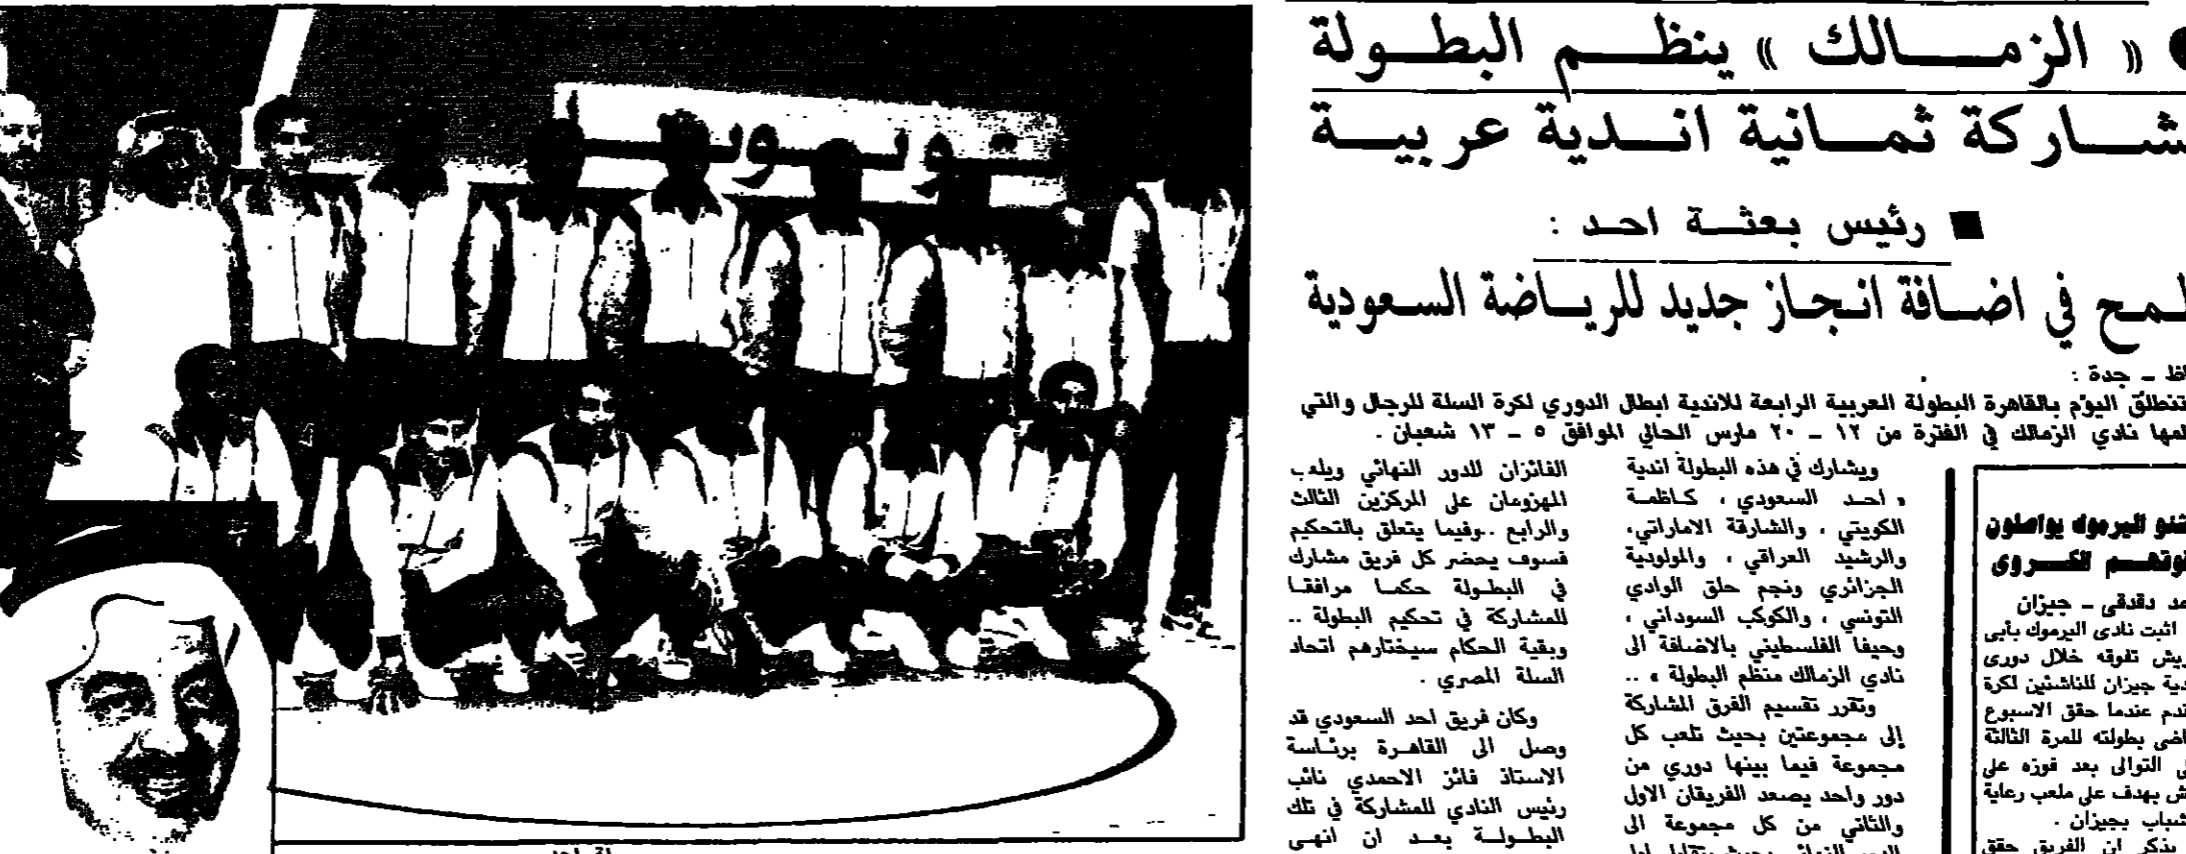 « الزمالك » ينظم البطولة
شاركة ثمانية اندية عربية
■ رئيس بعثة احد :
لمح في اضافة انجاز جديد للرياضة السعودية
ـ جدة :
تنطلق اليوم بالقاهرة البطولة العربية الرابعة للاندية ابطال الدوري لكرة السلة للرجال والتي
نادي الزمالك في الفترة من ١٢ ـ ٢٠ مارس الحالي الموافق ٥ ـ ١٣ شعبان .
ويشارك في هذه البطولة اندية
« احد السعودي ، كاظمة
الكويتي ، والشارقة الاماراتي،
والرشيد العراقي ، والمولودية
الجزائري ونجم حلق الوادي
التونسي ، والكوكب السوداني ،
وحيفا الفلسطيني بالاضافة الى
نادي الزمالك منظم البطولة » ..
وتقرر تقسيم الفرق المشاركة
إلى مجموعتين بحيث تلعب كل
مجموعة فيما بينها دوري من
دور واحد يصعد الفريقان الاول
والثاني من كل مجموعة الى
الفائزان للدور النهائي ويلعب
المهزومان على المركزين الثالث
والرابع ..وفيما يتعلق بالتحكيم
فسوف يحضر كل فريق مشارك
في البطولة حكما مرافقا
للمشاركة في تحكيم البطولة ..
وبقية الحكام سيختارهم اتحاد
السلة المصري .
وكان فريق احد السعودي قد
وصل الى القاهرة برئاسة
الاستاذ فائز الاحمدي نائب
رئيس النادي للمشاركة في تلك
البطولة بعد ان انهى
اليرموك يواصلون
الكروى
دقدقى ـ جيزان
اثبت نادى اليرموك بأبى
تفوقه خلال دورى
جيزان للناشئين لكرة
عندما حقق الاسبوع
بطولته للمرة الثالثة
التوالى بعد فوزه على
بهدف على ملعب رعاية
بجيزان .
يذكر ان الفريق حقق